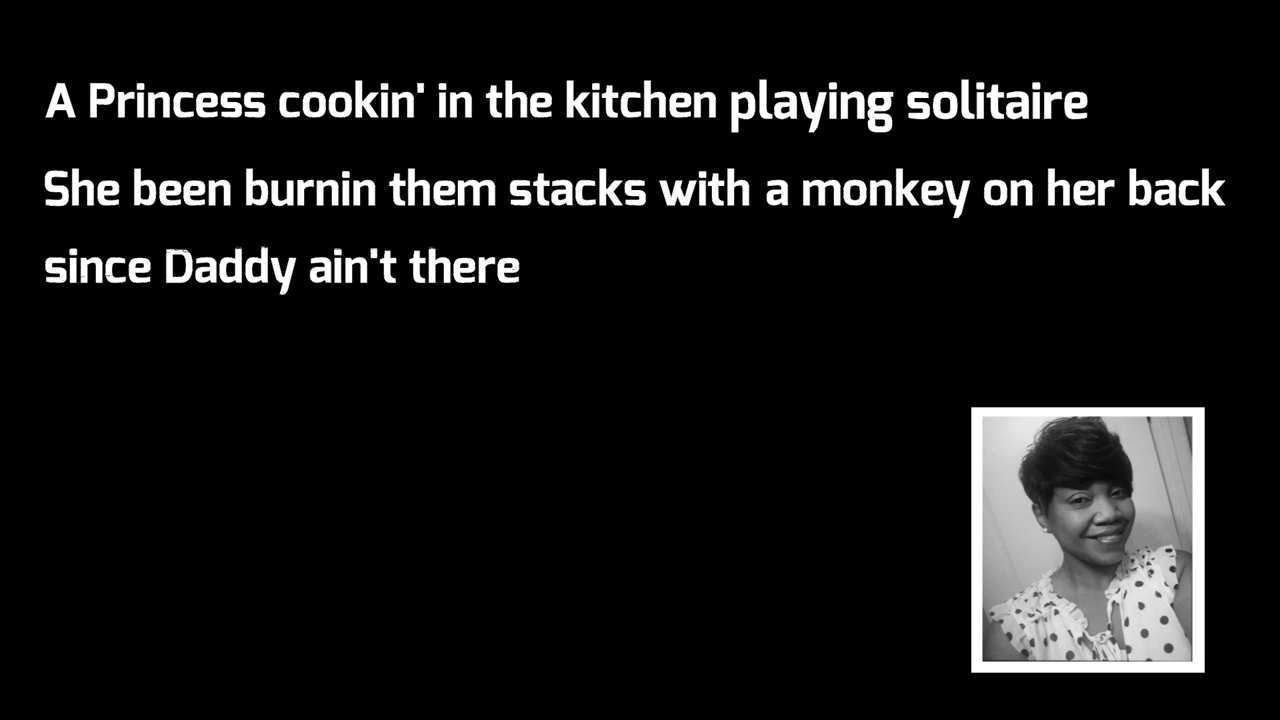 A Princess cookin' in the kitchen playing solitaire
She been burnin them stacks with a monkey on her back
since Daddy ain't there